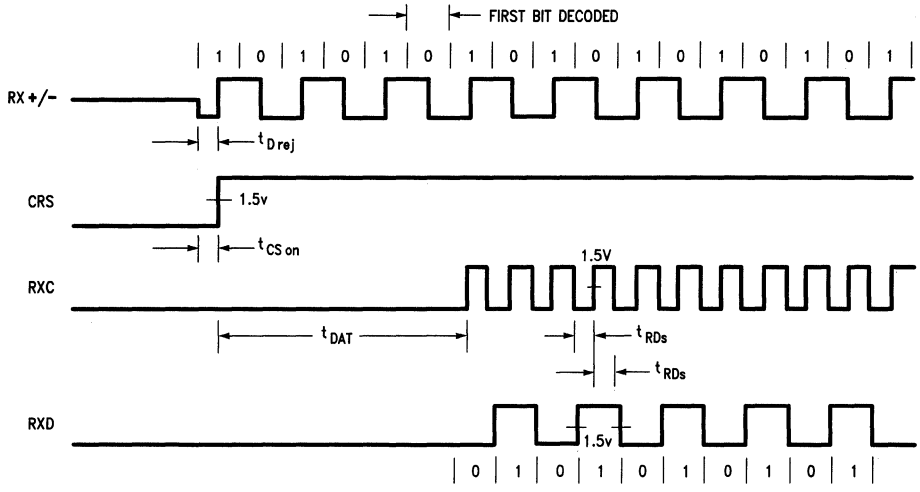 FIRST BIT DECODED
1 0 1 0 1 0 1 0 1 0 1 0 1 0 1 0 1
RX +/-
tD rej
CRS
1.5v
tCS on
1.5V
RXC
tDAT
tRDs
tRDs
RXD
1.5v
0 1 0 1 0 1 0 1 0 1